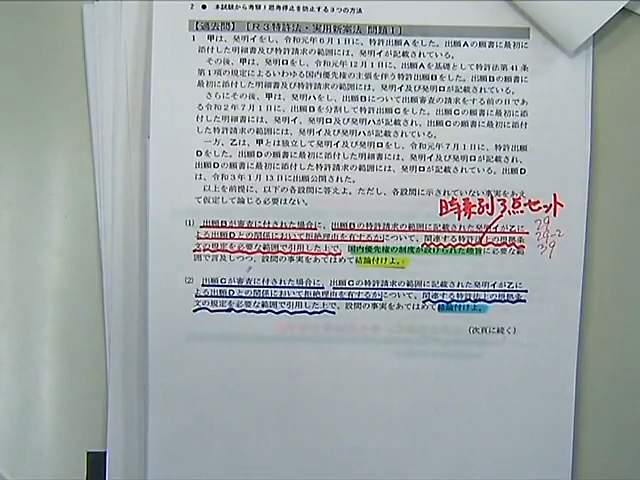 2 ● 本試験から考察！思考停止を防止する3つの方法
【過去問】［R3特許法・実用新案法 問題Ⅰ］
1 甲は、発明イをし、令和元年6月1日に、特許出願Aをした。出願Aの願書に最初に
添付した明細書及び特許請求の範囲には、発明イが記載されている。
その後、甲は、発明ロをし、令和元年12月1日に、出願Aを基礎として特許法第41条
第1項の規定によるいわゆる国内優先権の主張を伴う特許出願Bをした。出願Bの願書に
最初に添付した明細書及び特許請求の範囲には、発明イ及び発明ロが記載されている。
さらにその後、甲は、発明ハをし、出願Bについて出願審査の請求をする前の日であ
る令和2年7月1日に、出願Bを分割して特許出願Cをした。出願Cの願書に最初に添付
した明細書には、発明イ、発明ロ及び発明ハが記載され、出願Cの願書に最初に添付
した特許請求の範囲には、発明イ及び発明ハが記載されている。
一方、乙は、甲とは独立して発明イ及び発明ロをし、令和元年7月1日に、特許出願
Dをした。出願Dの願書に最初に添付した明細書には、発明イ及び発明ロが記載され、
出願Dの願書に最初に添付した特許請求の範囲には、発明ロが記載されている。出願D
は、令和3年1月13日に出願公開された。
以上を前提に、以下の各設問に答えよ。ただし、各設問に示されていない事実をあえ
て仮定して論じる必要はない。
時系列 3点セット
29
29-2
39
(1) 出願Bが審査に付された場合に、出願Bの特許請求の範囲に記載された発明イが乙に
よる出願Dとの関係において拒絶理由を有するかについて、関連する特許法上の根拠条
文の規定を必要な範囲で引用した上で、国内優先権の制度が設けられた趣旨に必要な範
囲で言及しつつ、設問の事実をあてはめて結論付けよ。
(2) 出願Cが審査に付された場合に、出願Cの特許請求の範囲に記載された発明イが乙に
よる出願Dとの関係において拒絶理由を有するかについて、関連する特許法上の根拠条
文の規定を必要な範囲で引用した上で、設問の事実をあてはめて結論付けよ。
(次頁に続く)